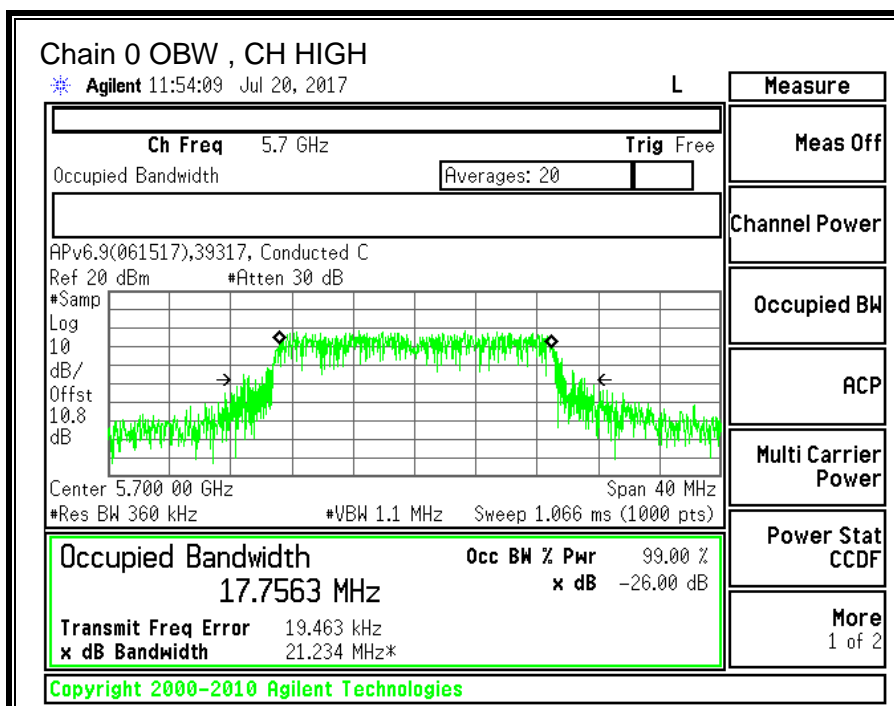 Chain 0 OBW , CH HIGH
Agilent 11:54:09 Jul 20, 2017 L
Measure
Ch Freq 5.7 GHz Trig Free
Meas Off
Occupied Bandwidth Averages: 20
Channel Power
APv6.9(061517),39317, Conducted C
Ref 20 dBm #Atten 30 dB
#Samp
Log
10
dB/
Offst
10.8
dB
Occupied BW
ACP
Multi Carrier
Power
Center 5.700 00 GHz Span 40 MHz
#Res BW 360 kHz #VBW 1.1 MHz Sweep 1.066 ms (1000 pts)
Power Stat
CCDF
Occupied Bandwidth Occ BW % Pwr 99.00 %
17.7563 MHz x dB -26.00 dB
Transmit Freq Error 19.463 kHz
x dB Bandwidth 21.234 MHz*
More
1 of 2
Copyright 2000-2010 Agilent Technologies